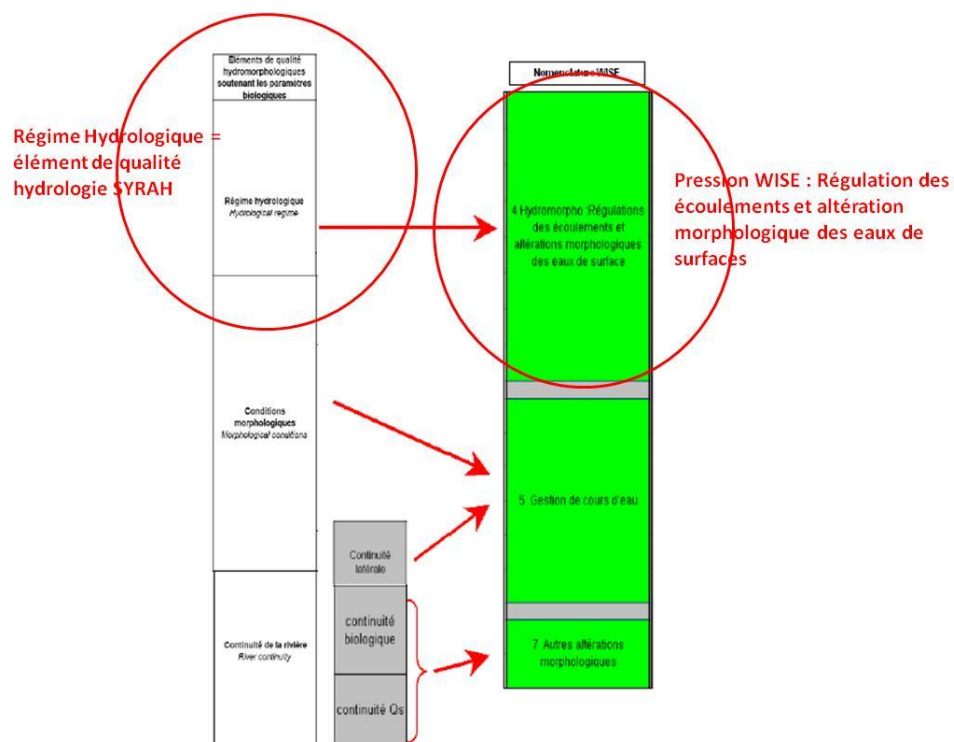 Eléments de qualité
hydromorphologiques
soutenant les paramètres
biologiques
Régime Hydrologique =
élément de qualité
hydrologie SYRAH
Régime hydrologique
Hydrological regime
Conditions
morphologiques
Morphological conditions
Continuité
latérale
continuité
biologique
continuité Qs
Continuité de la rivière
River continuity
Nomenclature WISE
4 Hydromorpho :Régulations
des écoulements et
altérations morphologiques
des eaux de surface
Pression WISE : Régulation des
écoulements et altération
morphologique des eaux de
surfaces
5 Gestion de cours d'eau
7 Autres altérations
morphologiques